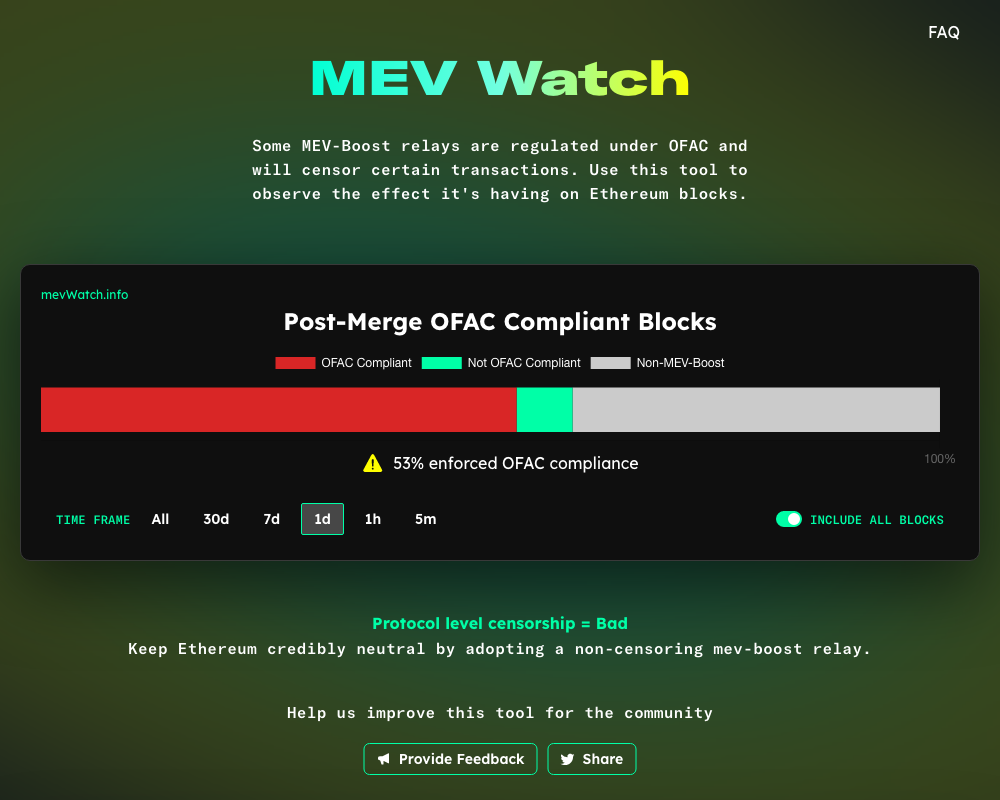 FAQ
MEV Watch
Some MEV-Boost relays are regulated under OFAC and
will censor certain transactions. Use this tool to
observe the effect it's having on Ethereum blocks.
mevWatch.info
Post-Merge OFAC Compliant Blocks
OFAC Compliant Not OFAC Compliant Non-MEV-Boost
53% enforced OFAC compliance
100%
TIME FRAME All 30d 7d 1d 1h 5m INCLUDE ALL BLOCKS
Protocol level censorship = Bad
Keep Ethereum credibly neutral by adopting a non-censoring mev-boost relay.
Help us improve this tool for the community
Provide Feedback Share